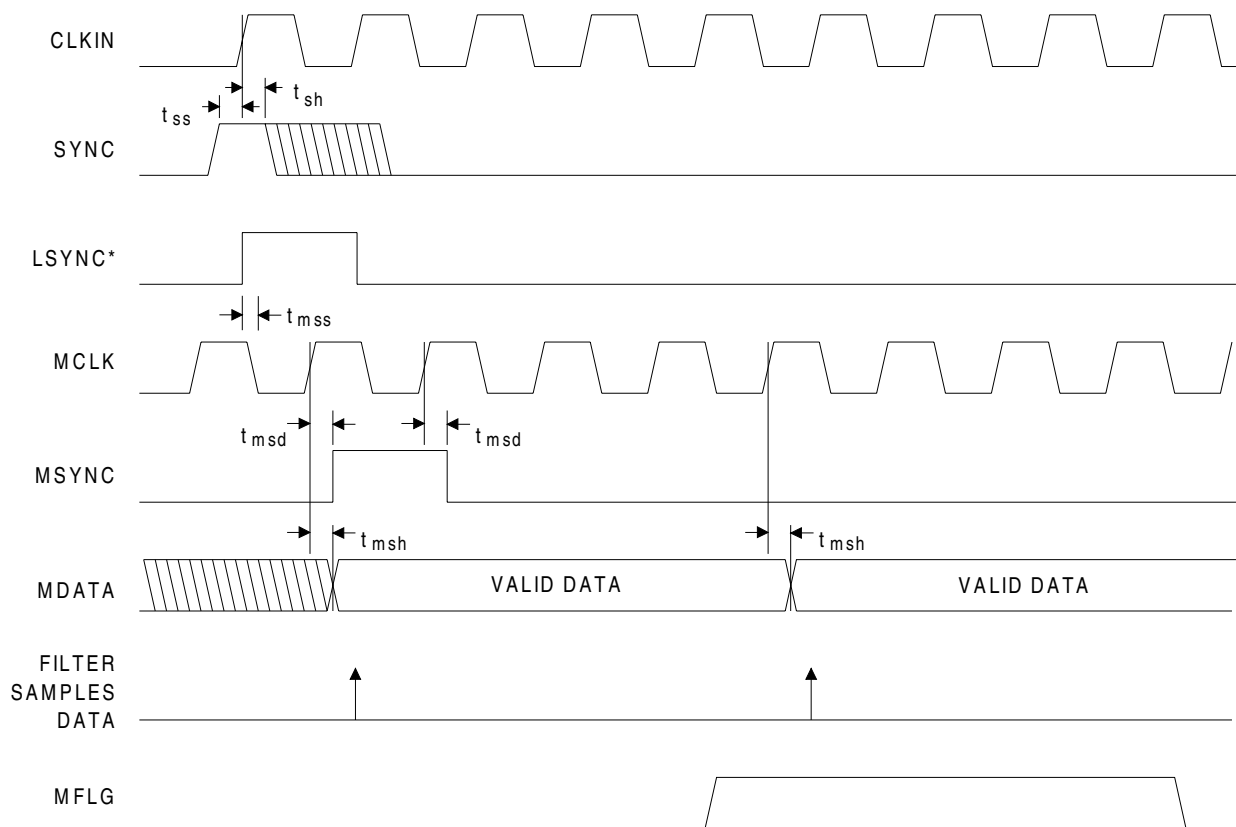 CLKIN
t sh
t ss
SYNC
LSYNC*
t mss
MCLK
t msd
t msd
MSYNC
t msh
t msh
MDATA
VALID DATA
VALID DATA
FILTER
SAMPLES
DATA
MFLG